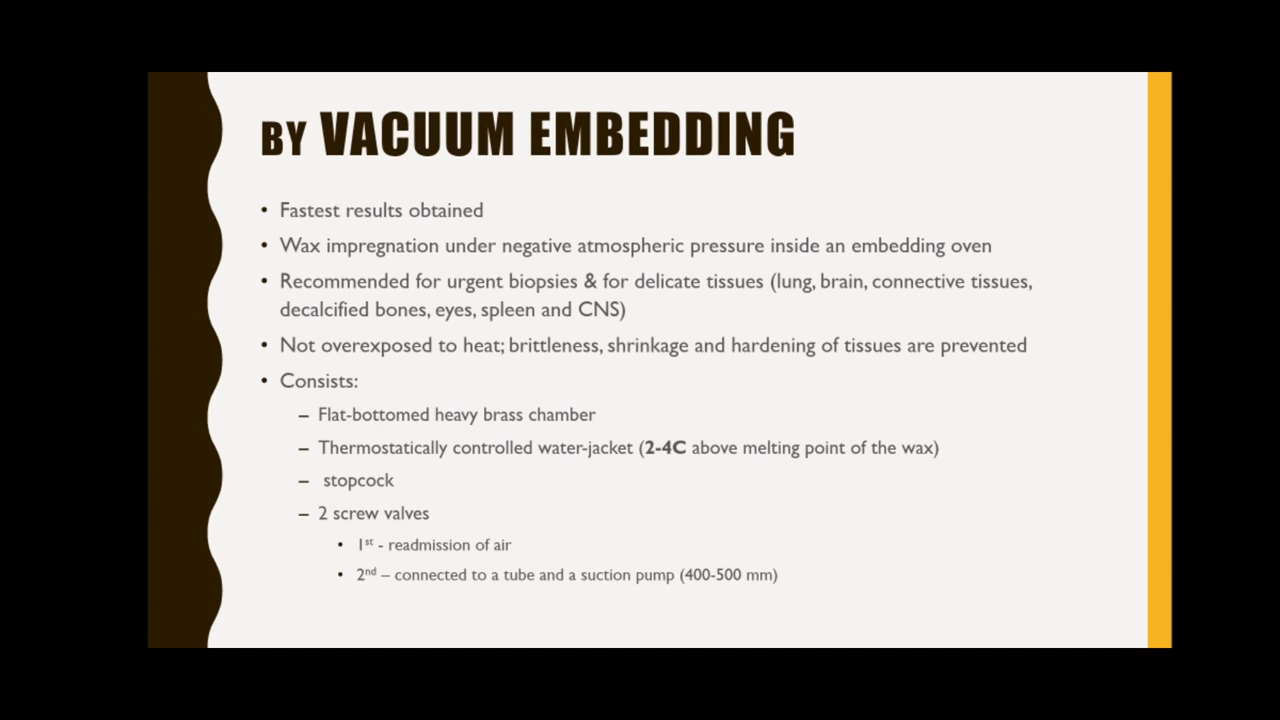 BY VACUUM EMBEDDING
• Fastest results obtained
• Wax impregnation under negative atmospheric pressure inside an embedding oven
• Recommended for urgent biopsies & for delicate tissues (lung, brain, connective tissues,
decalcified bones, eyes, spleen and CNS)
• Not overexposed to heat; brittleness, shrinkage and hardening of tissues are prevented
• Consists:
– Flat-bottomed heavy brass chamber
– Thermostatically controlled water-jacket (2-4C above melting point of the wax)
– stopcock
– 2 screw valves
• 1st - readmission of air
• 2nd – connected to a tube and a suction pump (400-500 mm)